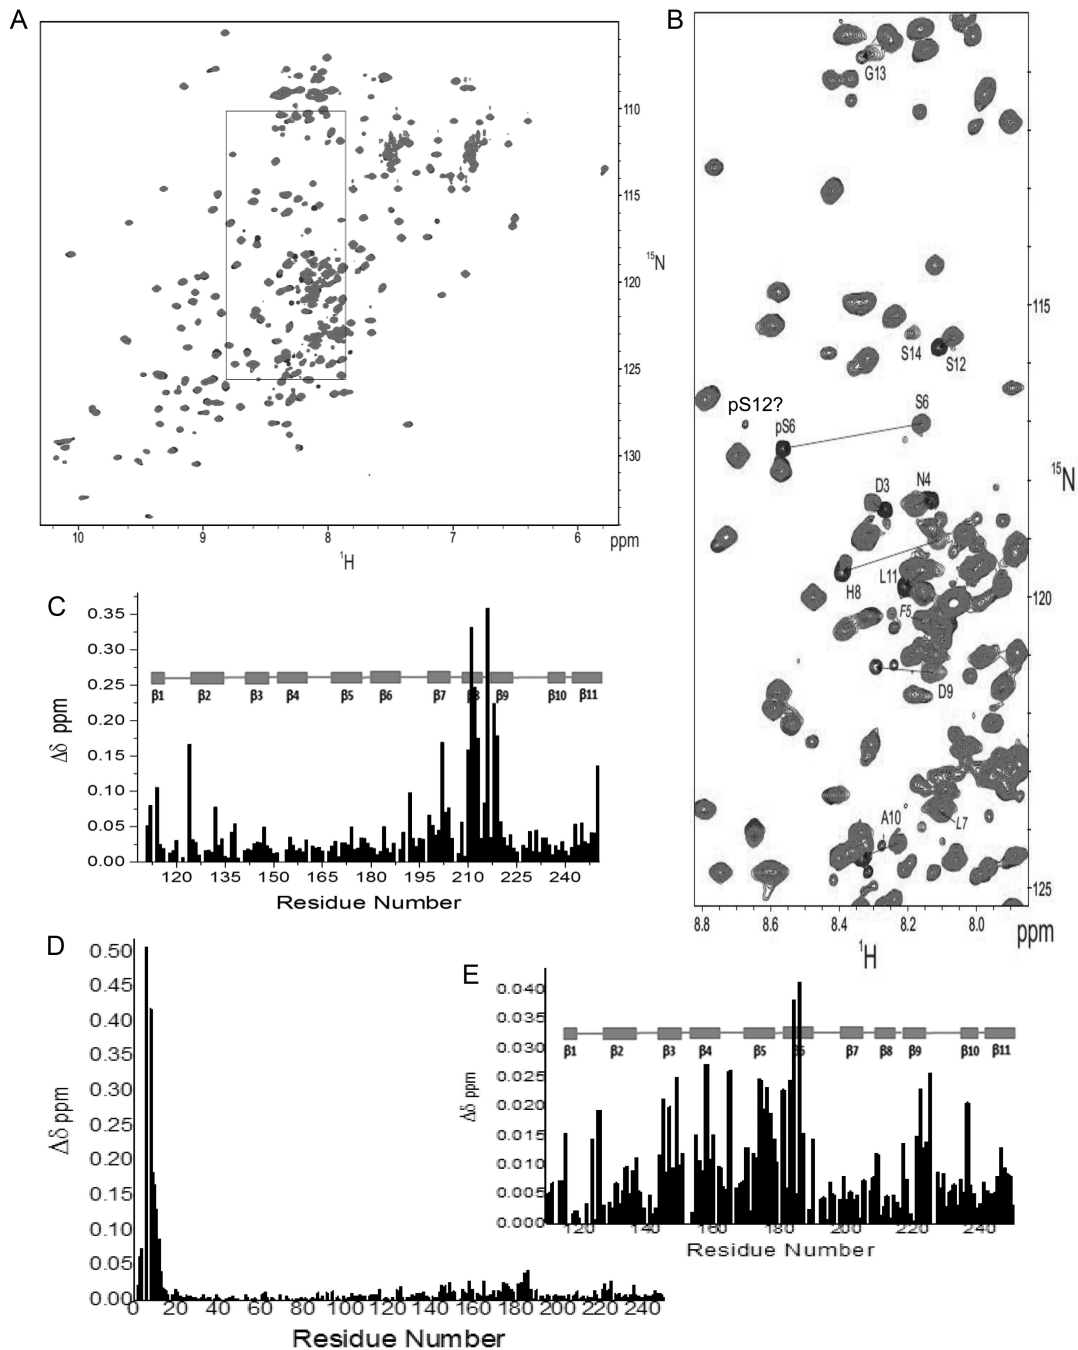 A
110
115
120
125
130
15N
10 9 8 7 6 ppm
1H
B
G13
115
S14 S12
pS12?
S6
pS6
D3 N4
15N
H8 L11
F5
120
D9
A10 L7
125
8.8 8.6 8.4 8.2 8.0 ppm
1H
C
0.35
0.30
0.25
0.20
0.15
0.10
0.05
0.00
Δδ ppm
β1 β2 β3 β4 β5 β6 β7 β8 β9 β10 β11
120 135 150 165 180 195 210 225 240
Residue Number
D
0.50
0.45
0.40
0.35
0.30
0.25
0.20
0.15
0.10
0.05
0.00
Δδ ppm
0 20 40 60 80 100 120 140 160 180 200 220 240
Residue Number
E
0.040
0.035
0.030
0.025
0.020
0.015
0.010
0.005
0.000
Δδ ppm
β1 β2 β3 β4 β5 β6 β7 β8 β9 β10 β11
120 140 160 180 200 220 240
Residue Number